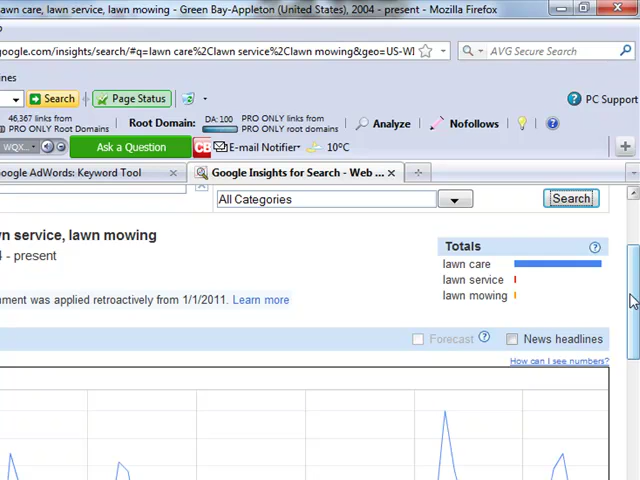 lawn care, lawn service, lawn mowing - Green Bay-Appleton (United States), 2004 - present - Mozilla Firefox
google.com/insights/search/#q=lawn care%2Clawn service%2Clawn mowing&geo=US-WI
AVG Secure Search
lines
Search
Page Status
PC Support
46,367 links from
PRO ONLY Root Domains
Root Domain:
DA: 100
PRO ONLY links from
PRO ONLY root domains
Analyze
Nofollows
WQX...
Ask a Question
CB
E-mail Notifier
10°C
Google AdWords: Keyword Tool
Google Insights for Search - Web ...
All Categories
Search
n service, lawn mowing
4 - present
Totals
lawn care
lawn service
lawn mowing
ment was applied retroactively from 1/1/2011. Learn more
Forecast
News headlines
How can I see numbers?